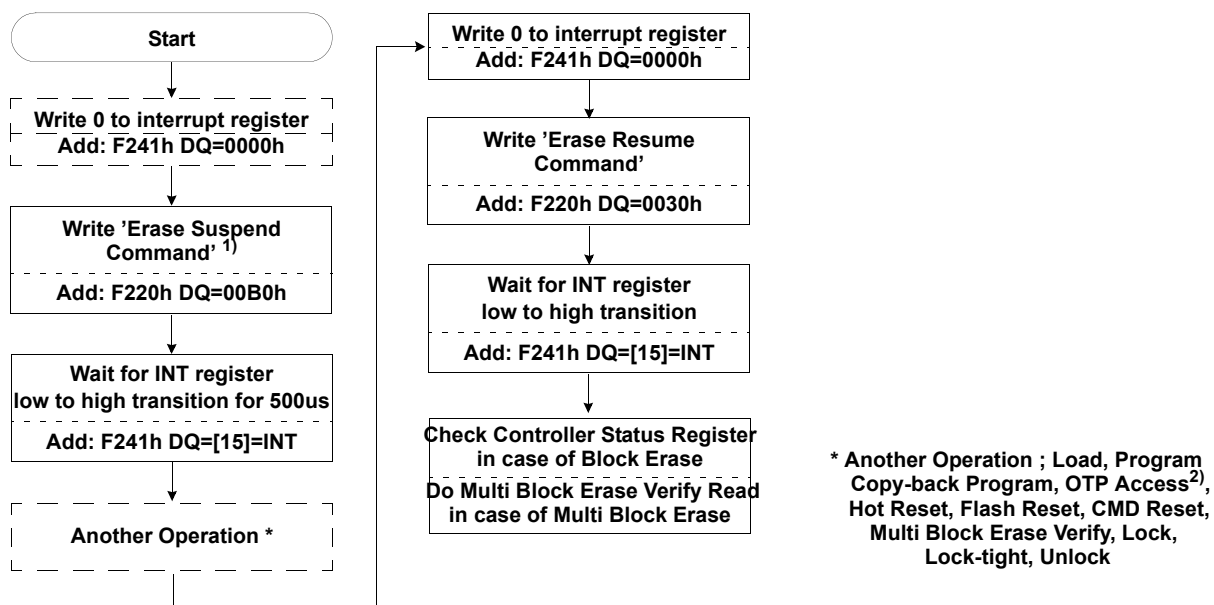 Start
Write 0 to interrupt register
Add: F241h DQ=0000h
Write ’Erase Suspend
Command’ 1)
Add: F220h DQ=00B0h
Wait for INT register
low to high transition for 500us
Add: F241h DQ=[15]=INT
Another Operation *
Write 0 to interrupt register
Add: F241h DQ=0000h
Write ’Erase Resume
Command’
Add: F220h DQ=0030h
Wait for INT register
low to high transition
Add: F241h DQ=[15]=INT
Check Controller Status Register
in case of Block Erase
Do Multi Block Erase Verify Read
in case of Multi Block Erase
* Another Operation ; Load, Program
Copy-back Program, OTP Access2),
Hot Reset, Flash Reset, CMD Reset,
Multi Block Erase Verify, Lock,
Lock-tight, Unlock